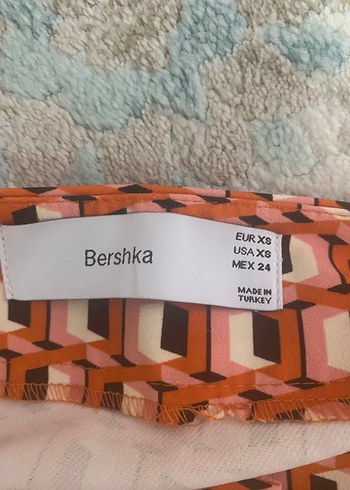 Bershka
EUR XS
USA XS
MEX 24
MADE IN
TURKEY